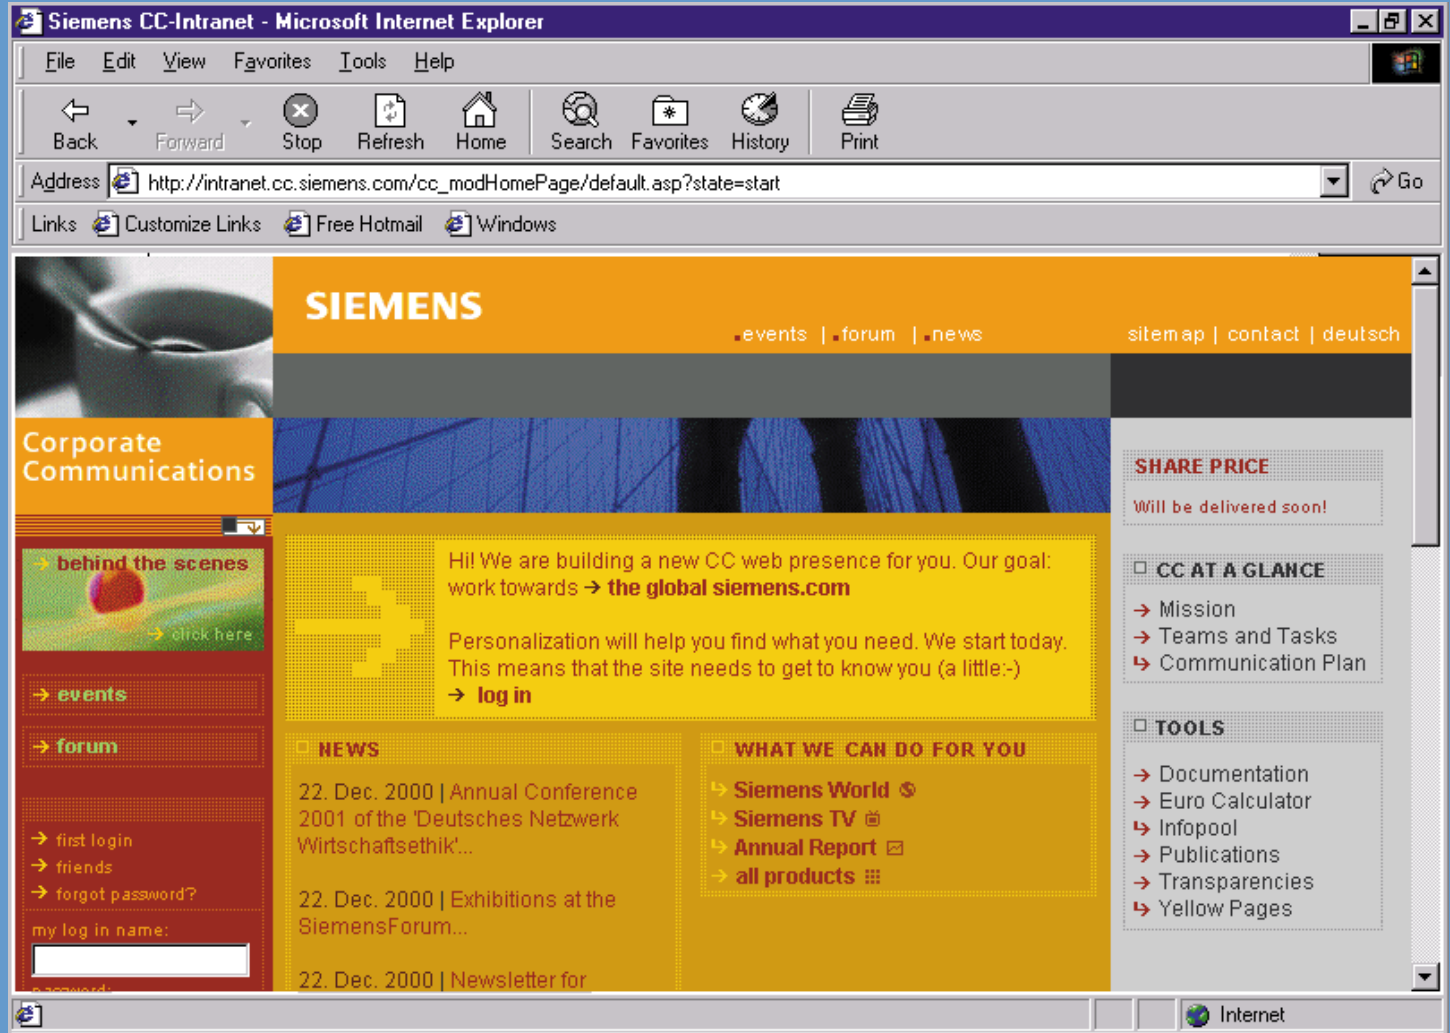 Siemens CC-Intranet - Microsoft Internet Explorer
File Edit View Favorites Tools Help
Back Forward Stop Refresh Home Search Favorites History Print
Address http://intranet.cc.siemens.com/cc_modHomePage/default.asp?state=start Go
Links Customize Links Free Hotmail Windows
SIEMENS
.events | .forum | .news
sitemap | contact | deutsch
Corporate
Communications
behind the scenes
click here
events
forum
first login
friends
forgot password?
my log in name:
password:
Hi! We are building a new CC web presence for you. Our goal:
work towards → the global siemens.com
Personalization will help you find what you need. We start today.
This means that the site needs to get to know you (a little:-)
→ log in
NEWS
22. Dec. 2000 | Annual Conference
2001 of the 'Deutsches Netzwerk
Wirtschaftsethik'...
22. Dec. 2000 | Exhibitions at the
SiemensForum...
22. Dec. 2000 | Newsletter for
WHAT WE CAN DO FOR YOU
Siemens World
Siemens TV
Annual Report
all products
SHARE PRICE
Will be delivered soon!
CC AT A GLANCE
Mission
Teams and Tasks
Communication Plan
TOOLS
Documentation
Euro Calculator
Infopool
Publications
Transparencies
Yellow Pages
Internet